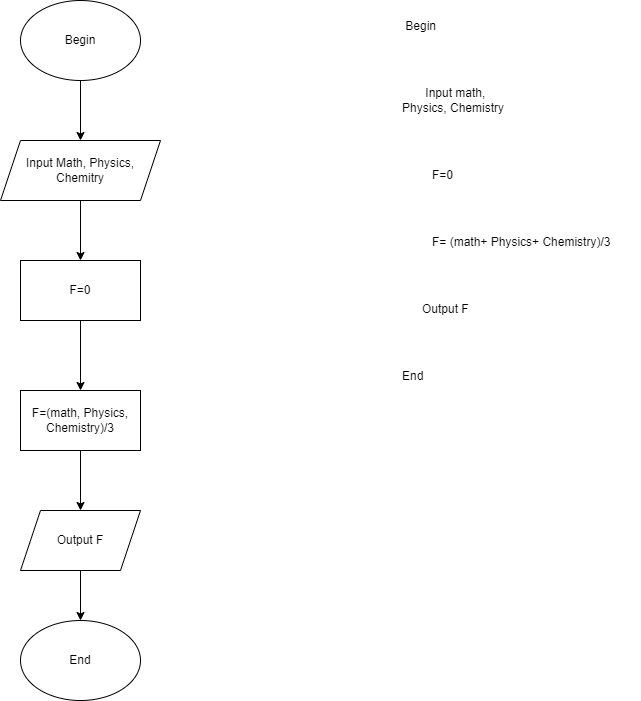 Begin
Input Math, Physics,
Chemitry
F=0
F=(math, Physics,
Chemistry)/3
Output F
End
Begin
Input math,
Physics, Chemistry
F=0
F= (math+ Physics+ Chemistry)/3
Output F
End